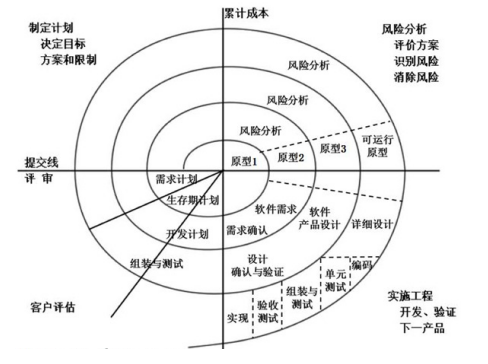 累计成本
制定计划
决定目标
方案和限制
风险分析
评价方案
识别风险
消除风险
风险分析
风险分析
风险分析
原型1
原型2
原型3
可运行
原型
提交线
评 审
需求计划
生存期计划
开发计划
组装与测试
软件需求
需求确认
软件
产品设计
详细设计
设计
确认与验证
编码
单元
测试
组装与
测试
验收
测试
实现
客户评估
实施工程
开发、验证
下一产品